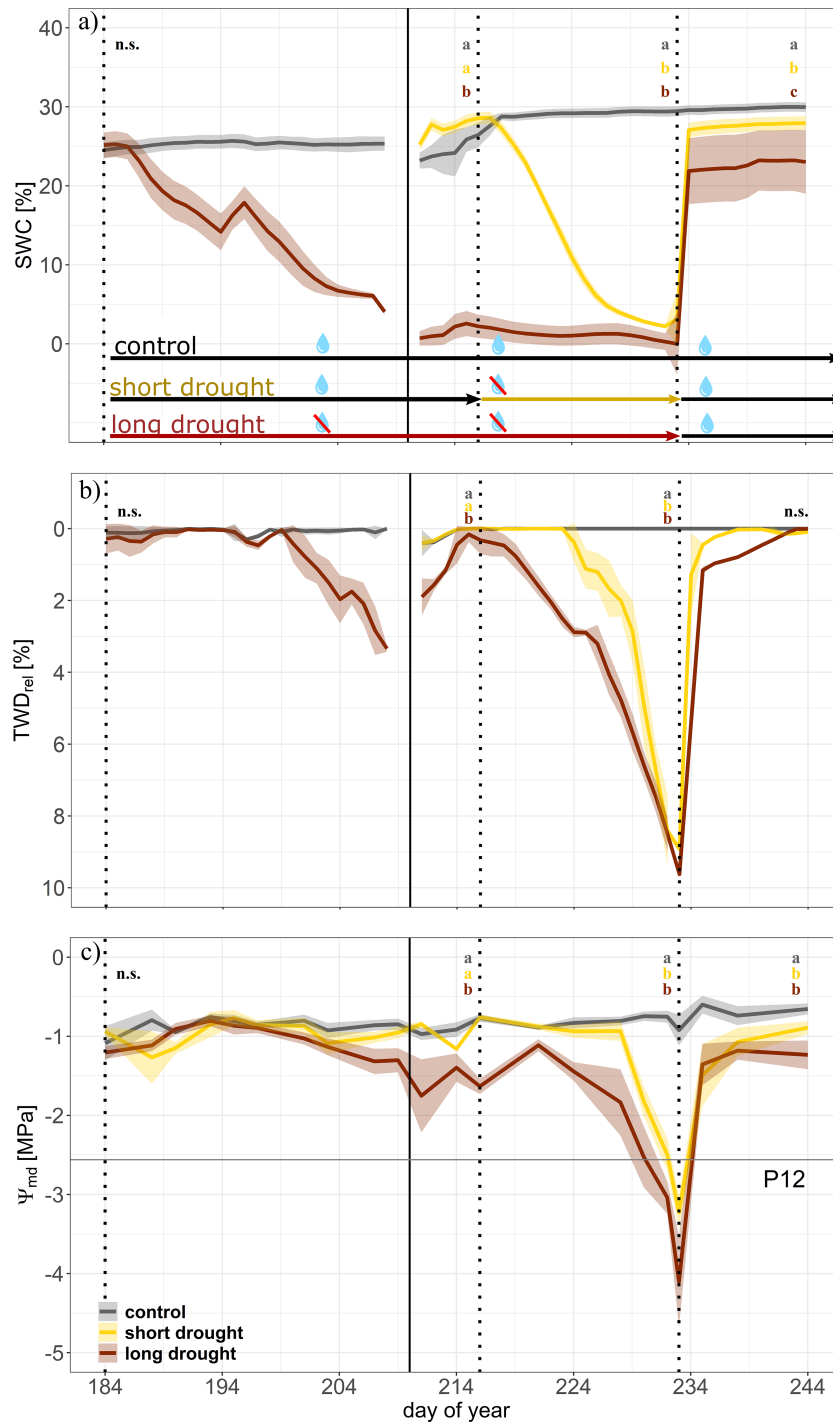 a)
n.s. a a a
a b b
b b c
40
30
20
10
0
SWC [%]
control
short drought
long drought
b)
n.s. a a n.s.
a b
b b
0
2
4
6
8
10
TWDrel [%]
c)
n.s. a a a
a b b
b b b
0
-1
-2
-3
-4
-5
Ψmd [MPa]
P12
control
short drought
long drought
184 194 204 214 224 234 244
day of year